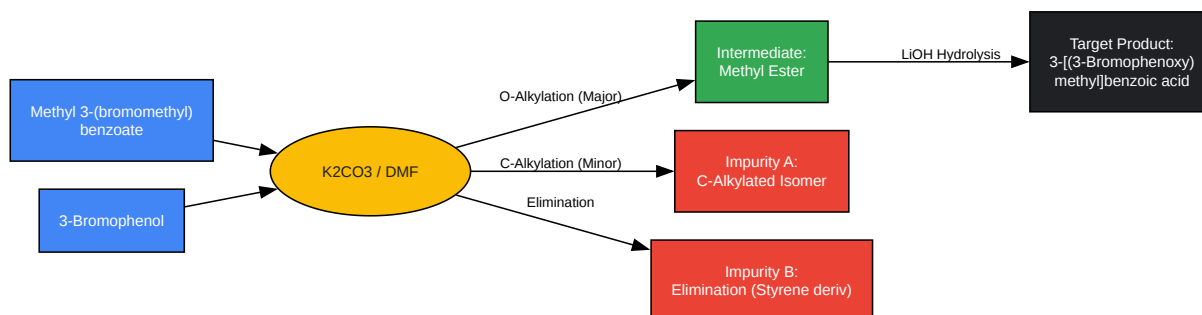 Methyl 3-(bromomethyl)
benzoate
3-Bromophenol
K2CO3 / DMF
O-Alkylation (Major)
C-Alkylation (Minor)
Elimination
Intermediate:
Methyl Ester
Impurity A:
C-Alkylated Isomer
Impurity B:
Elimination (Styrene deriv)
LiOH Hydrolysis
Target Product:
3-[(3-Bromophenoxy)
methyl]benzoic acid